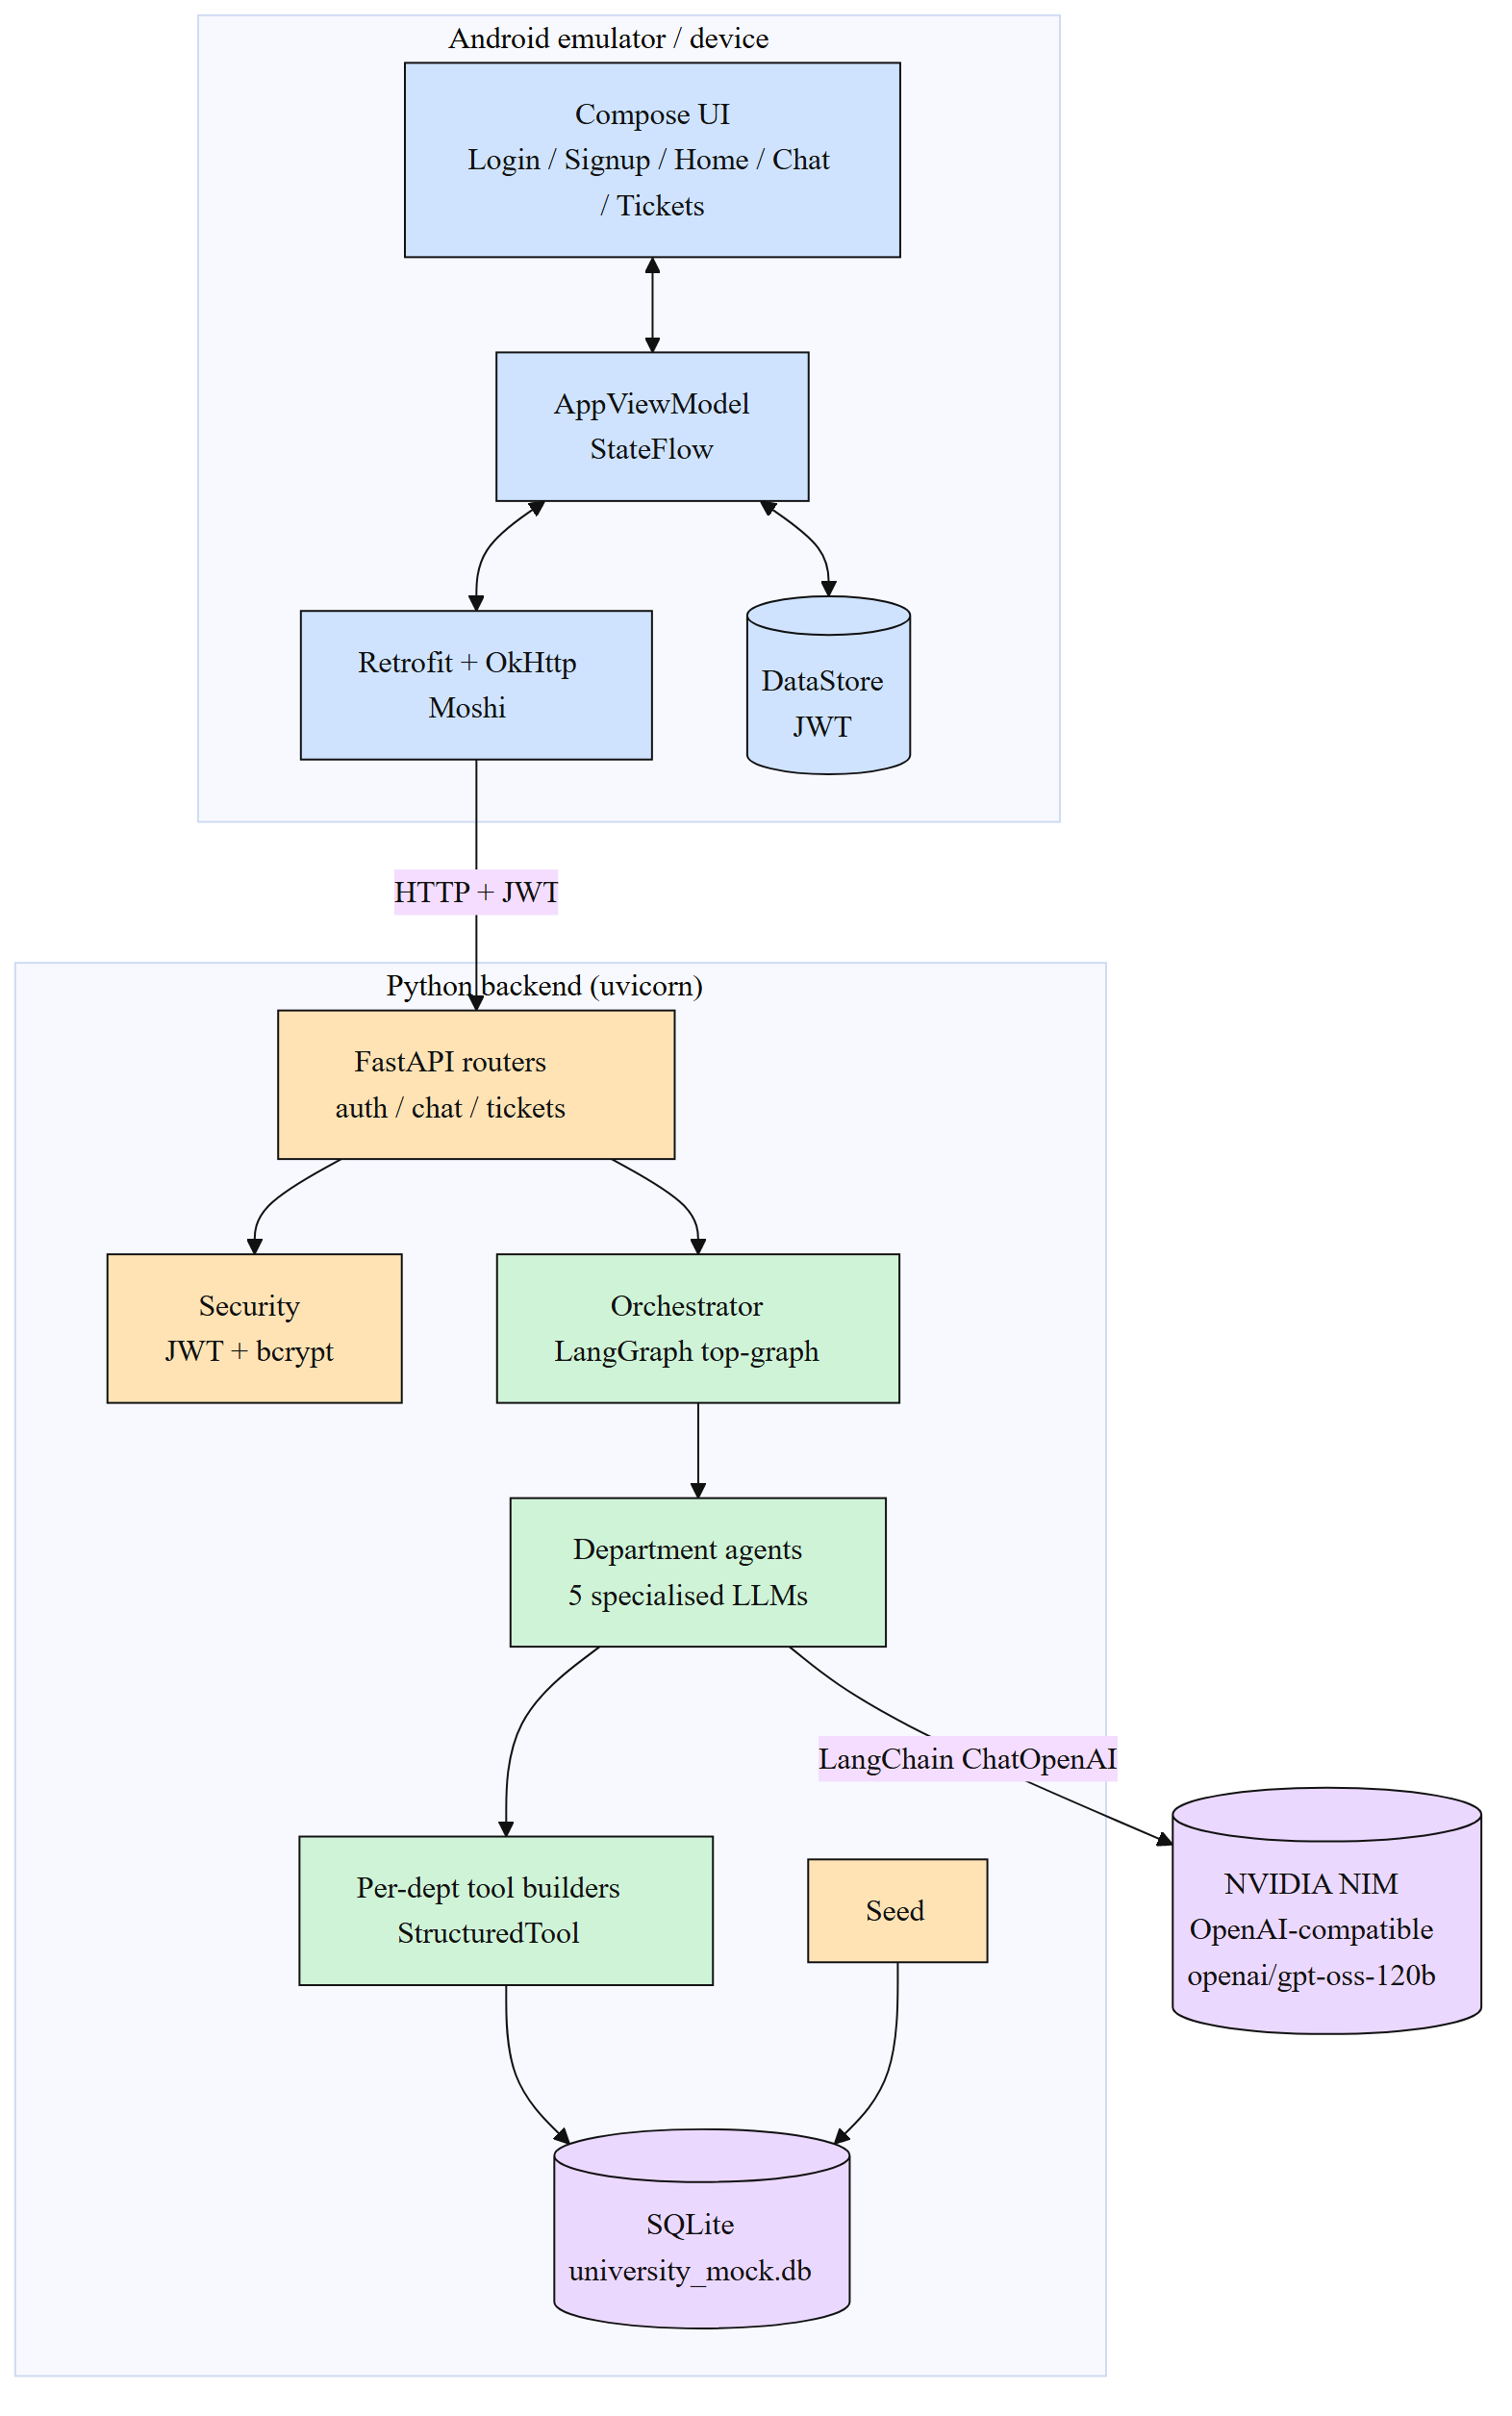 Android emulator / device
Compose UI
Login / Signup / Home / Chat
/ Tickets
AppViewModel
StateFlow
Retrofit + OkHttp
Moshi
DataStore
JWT
HTTP + JWT
Python backend (uvicorn)
FastAPI routers
auth / chat / tickets
Security
JWT + bcrypt
Orchestrator
LangGraph top-graph
Department agents
5 specialised LLMs
LangChain ChatOpenAI
Per-dept tool builders
StructuredTool
Seed
NVIDIA NIM
OpenAI-compatible
openai/gpt-oss-120b
SQLite
university_mock.db